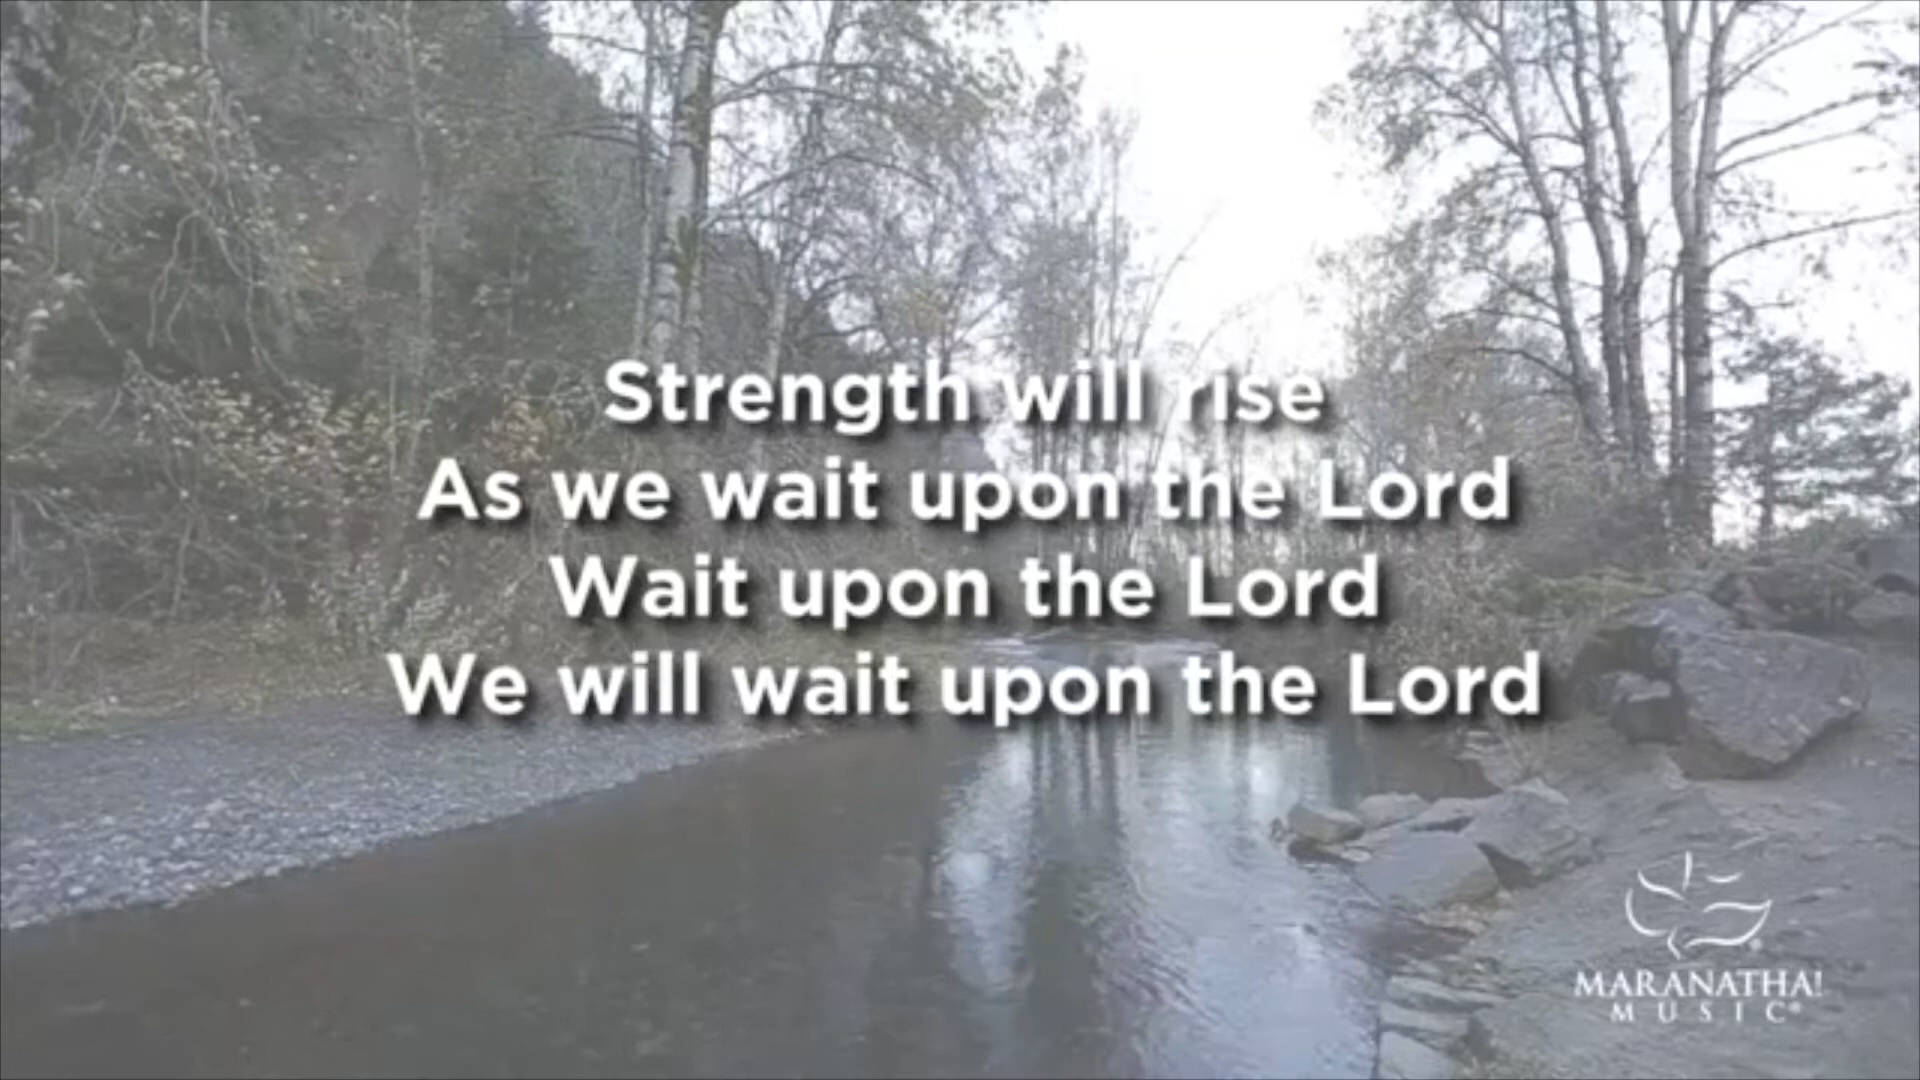 Strength will rise
As we wait upon the Lord
Wait upon the Lord
We will wait upon the Lord
MARANATHA!
MUSIC®